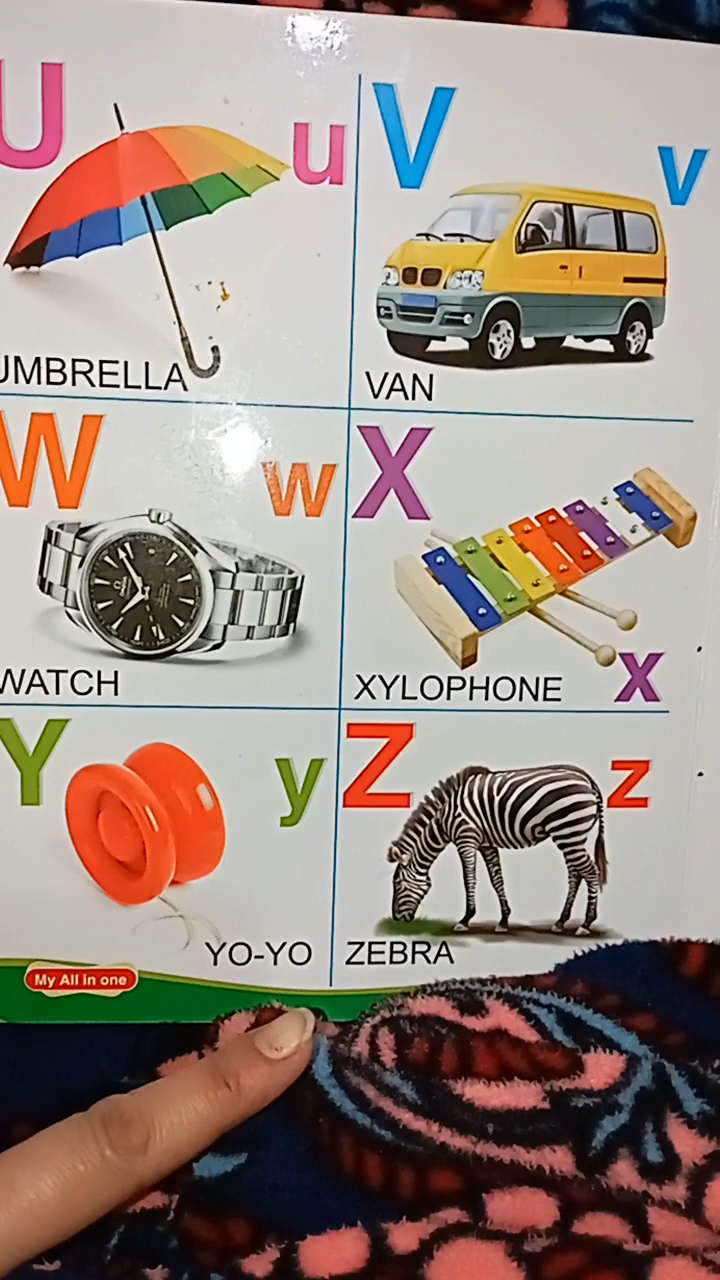 U u
UMBRELLA
V v
VAN
W w
WATCH
X x
XYLOPHONE
Y y
YO-YO
Z z
ZEBRA
My All in one